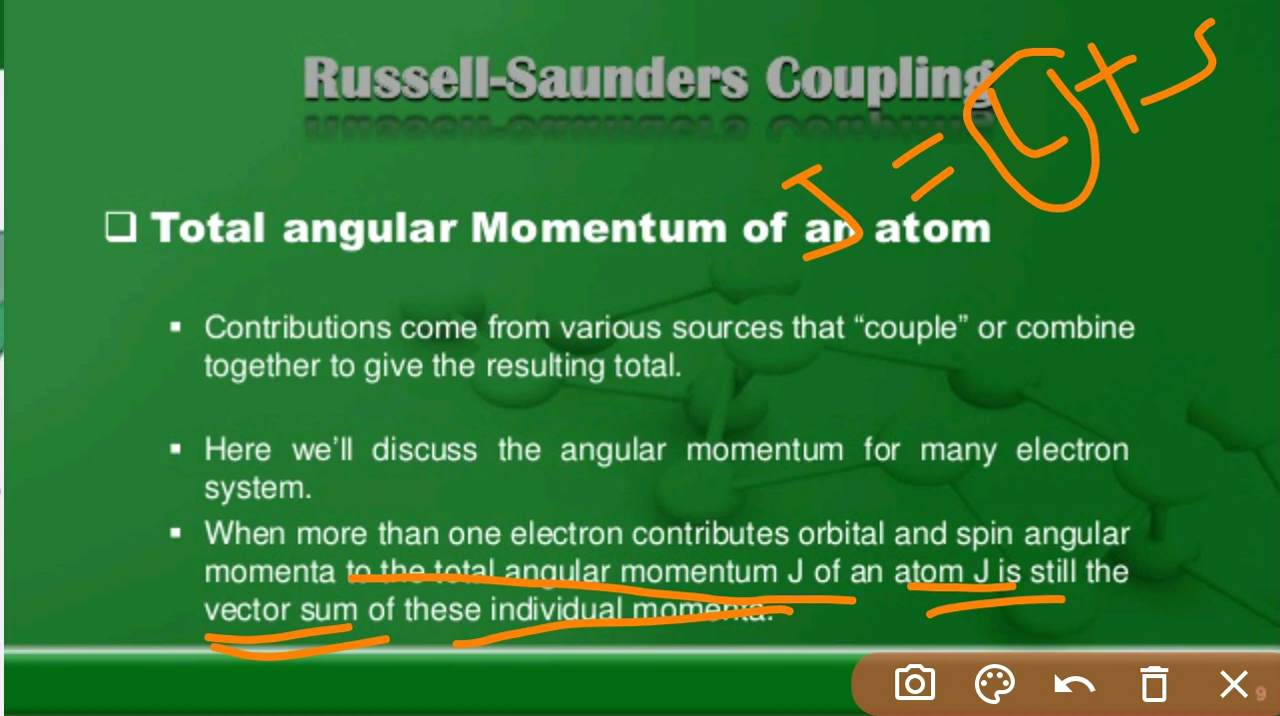 Russell-Saunders Coupling
J = L + S
❑ Total angular Momentum of an atom
▪ Contributions come from various sources that “couple” or combine
together to give the resulting total.
▪ Here we’ll discuss the angular momentum for many electron
system.
▪ When more than one electron contributes orbital and spin angular
momenta to the total angular momentum J of an atom J is still the
vector sum of these individual momenta.
9